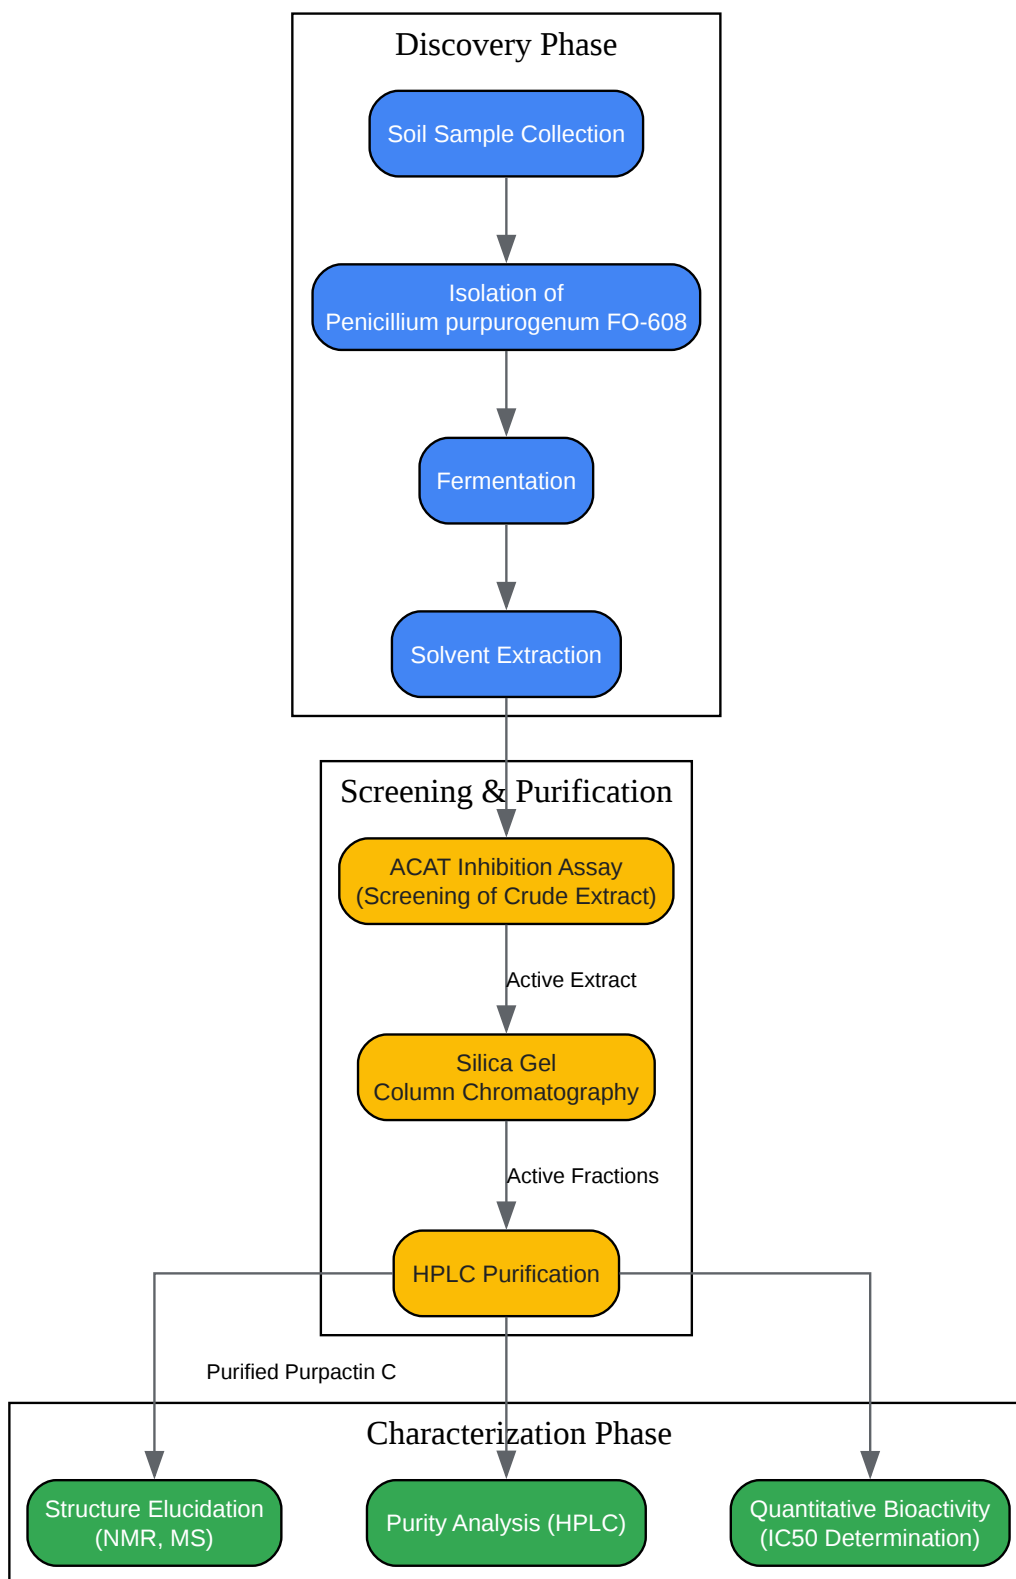 Discovery Phase
Soil Sample Collection
Isolation of
Penicillium purpurogenum FO-608
Fermentation
Solvent Extraction
Screening & Purification
ACAT Inhibition Assay
(Screening of Crude Extract)
Active Extract
Silica Gel
Column Chromatography
Active Fractions
HPLC Purification
Purified Purpactin C
Characterization Phase
Structure Elucidation
(NMR, MS)
Purity Analysis (HPLC)
Quantitative Bioactivity
(IC50 Determination)